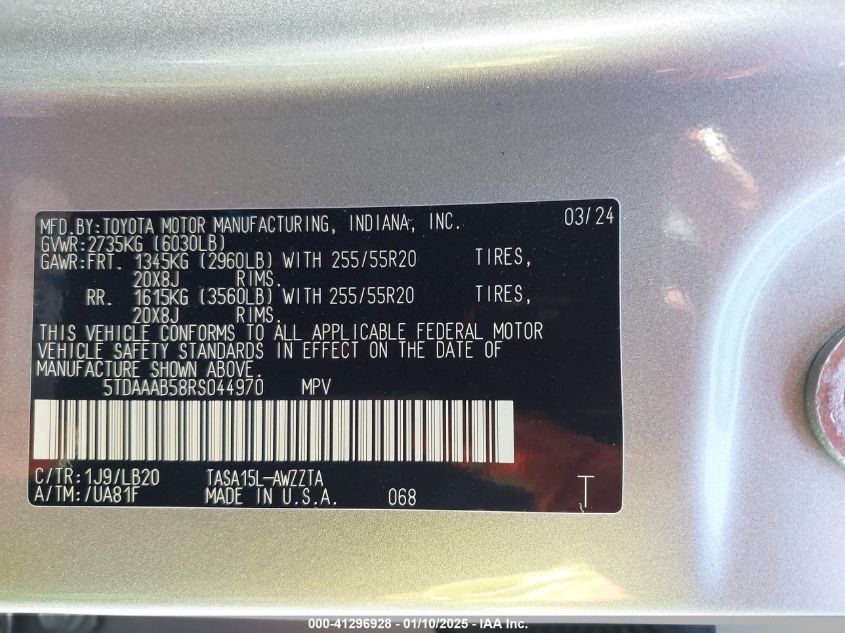 MFD.BY:TOYOTA MOTOR MANUFACTURING, INDIANA, INC. 03/24
GVWR:2735KG (6030LB)
GAWR:FRT. 1345KG (2960LB) WITH 255/55R20 TIRES,
20X8J RIMS.
RR. 1615KG (3560LB) WITH 255/55R20 TIRES,
20X8J RIMS.
THIS VEHICLE CONFORMS TO ALL APPLICABLE FEDERAL MOTOR
VEHICLE SAFETY STANDARDS IN EFFECT ON THE DATE OF
MANUFACTURE SHOWN ABOVE.
5TDAAAB58RS044970 MPV
C/TR:1J9/LB20 TASA15L-AWZZTA
A/TM:/UA81F MADE IN U.S.A. 068 T
000-41296928 - 01/10/2025 - IAA Inc.